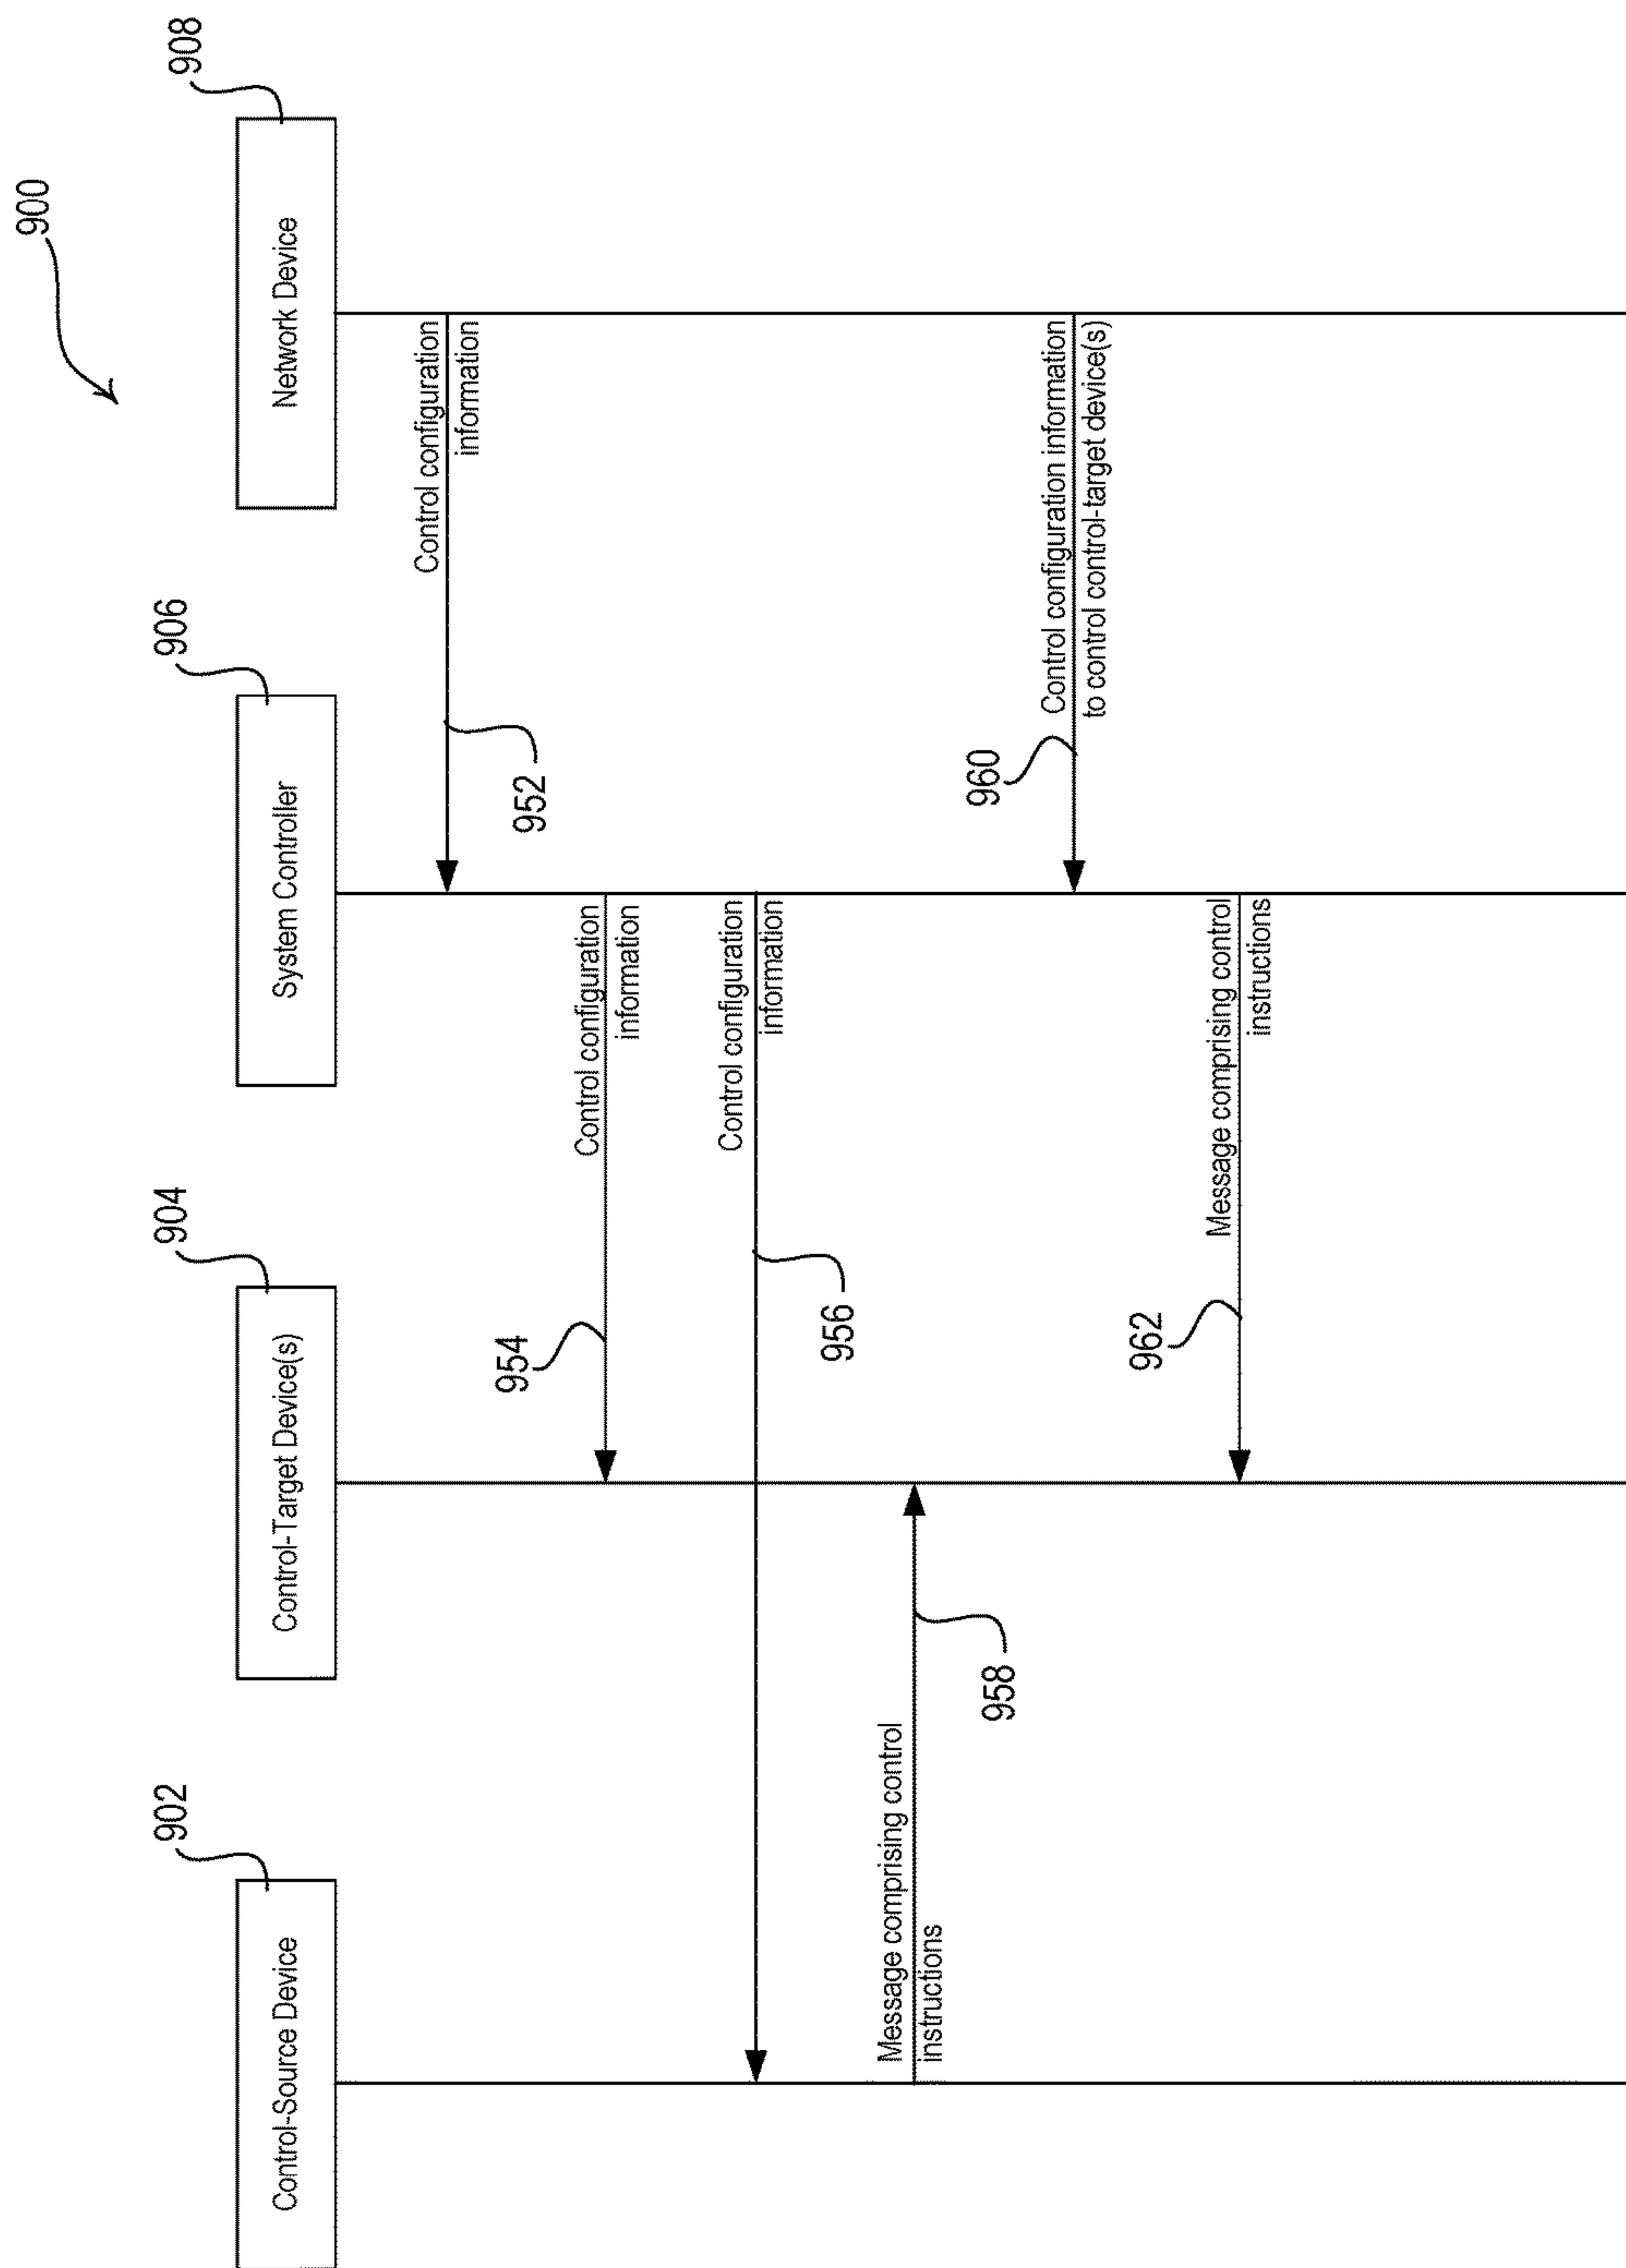 900
902
904
906
908
Control-Source Device
Control-Target Device(s)
System Controller
Network Device
Control configuration
information
952
954
Control configuration
information
Control configuration
information
956
Message comprising control
instructions
958
960
Control configuration information
to control control-target device(s)
962
Message comprising control
instructions